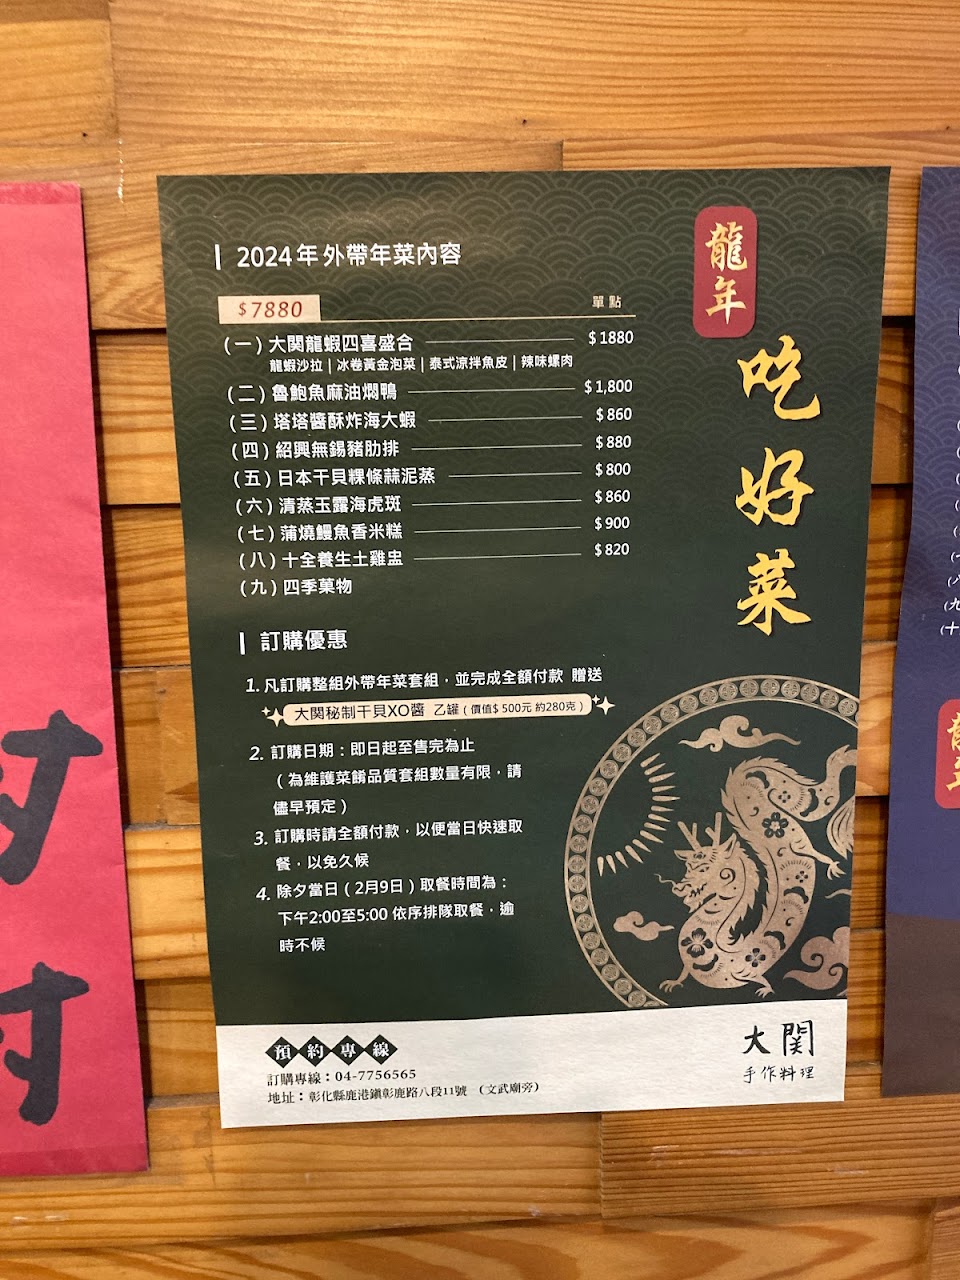 龍年
吃好菜
2024年外帶年菜內容
$7880
單點
(一)大関龍蝦四喜盛合 $1880
龍蝦沙拉|冰卷黃金泡菜|泰式涼拌魚皮|辣味螺肉
(二)魯鮑魚麻油燜鴨 $1,800
(三)塔塔醬酥炸海大蝦 $860
(四)紹興無錫豬肋排 $880
(五)日本干貝粿條蒜泥蒸 $800
(六)清蒸玉露海虎斑 $860
(七)蒲燒鰻魚香米糕 $900
(八)十全養生土雞盅 $820
(九)四季菓物
訂購優惠
1. 凡訂購整組外帶年菜套組，並完成全額付款 贈送
大関秘制干貝XO醬 乙罐(價值$500元 約280克)
2. 訂購日期：即日起至售完為止
(為維護菜餚品質套組數量有限，請
儘早預定)
3. 訂購時請全額付款，以便當日快速取
餐，以免久候
4. 除夕當日(2月9日)取餐時間為：
下午2:00至5:00 依序排隊取餐，逾
時不候
預約專線
訂購專線：04-7756565
地址：彰化縣鹿港鎮彰鹿路八段11號 (文武廟旁)
大関
手作料理